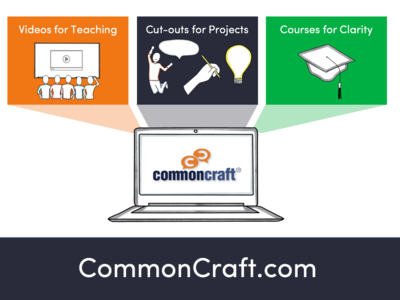 Videos for Teaching
Cut-outs for Projects
Courses for Clarity
commoncraft®
CommonCraft.com